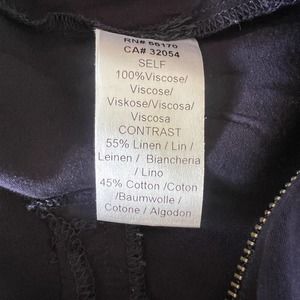 RN# 66170
CA# 32054
SELF
100%Viscose/
Viscose/
Viskose/Viscosa/
Viscosa
CONTRAST
55% Linen / Lin /
Leinen / Biancheria
/ Lino
45% Cotton /Coton
/Baumwolle /
Cotone / Algodon